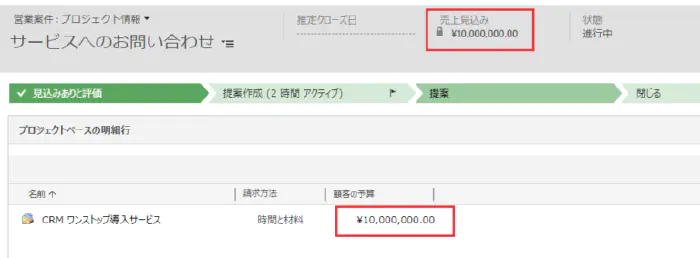 営業案件：プロジェクト情報
推定クローズ日
売上見込み
状態
サービスへのお問い合わせ
¥10,000,000.00
進行中
見込みありと評価
提案作成 (2 時間 アクティブ)
提案
閉じる
プロジェクトベースの明細行
名前
請求方法
顧客の予算
CRM ワンストップ導入サービス
時間と材料
¥10,000,000.00